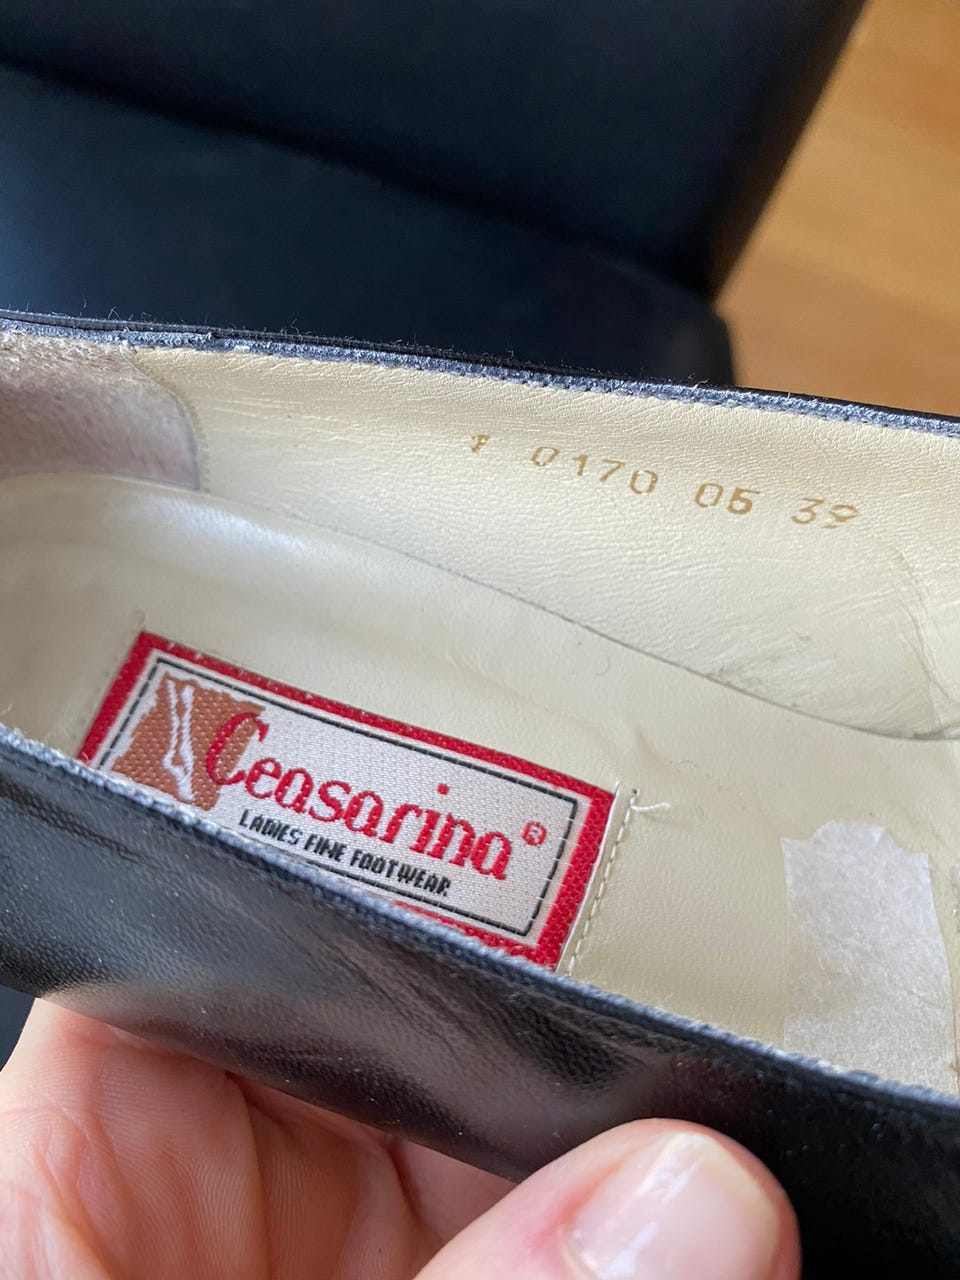 1 0170 05 39
Ceasarina®
LADIES FINE FOOTWEAR